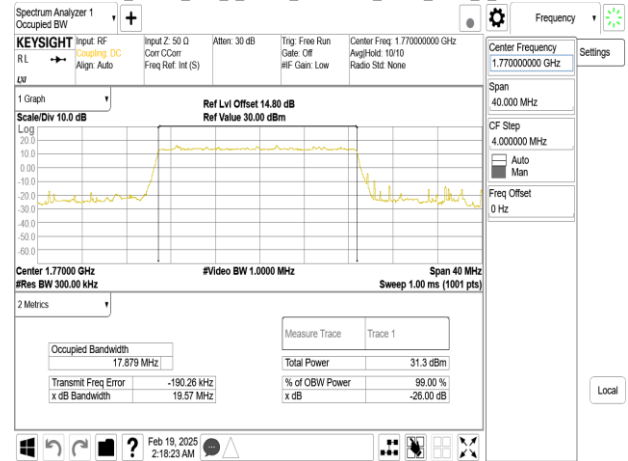 Spectrum Analyzer 1
Occupied BW
Frequency
KEYSIGHT
Input: RF
Input Z: 50 Ω
Atten: 30 dB
Trig: Free Run
Center Freq: 1.770000000 GHz
RL
Coupling: DC
Corr CCorr
Gate: Off
Avg|Hold: 10/10
Align: Auto
Freq Ref: Int (S)
#IF Gain: Low
Radio Std: None
LXI
Center Frequency
1.770000000 GHz
Settings
Span
40.000 MHz
CF Step
4.000000 MHz
Auto
Man
Freq Offset
0 Hz
Local
1 Graph
Ref Lvl Offset 14.80 dB
Scale/Div 10.0 dB
Ref Value 30.00 dBm
Log
20.0
10.0
0.00
-10.0
-20.0
-30.0
-40.0
-50.0
-60.0
Center 1.77000 GHz
#Video BW 1.0000 MHz
Span 40 MHz
#Res BW 300.00 kHz
Sweep 1.00 ms (1001 pts)
2 Metrics
Measure Trace
Trace 1
Occupied Bandwidth
17.879 MHz
Total Power
31.3 dBm
Transmit Freq Error
-190.26 kHz
% of OBW Power
99.00 %
x dB Bandwidth
19.57 MHz
x dB
-26.00 dB
Feb 19, 2025
2:18:23 AM